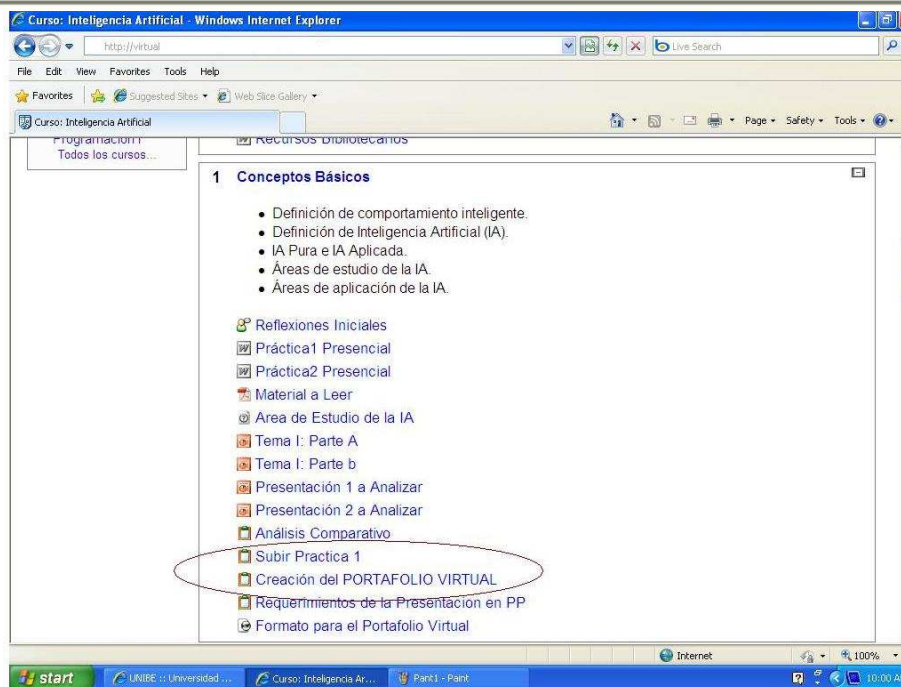 Curso: Inteligencia Artificial - Windows Internet Explorer
http://virtual
Live Search
File Edit View Favorites Tools Help
Favorites Suggested Sites Web Slice Gallery
Curso: Inteligencia Artificial
Page Safety Tools
Programación I
Recursos Bibliotecarios
Todos los cursos...
1 Conceptos Básicos
• Definición de comportamiento inteligente.
• Definición de Inteligencia Artificial (IA).
• IA Pura e IA Aplicada.
• Áreas de estudio de la IA.
• Áreas de aplicación de la IA.
Reflexiones Iniciales
Práctica1 Presencial
Práctica2 Presencial
Material a Leer
Area de Estudio de la IA
Tema I: Parte A
Tema I: Parte b
Presentación 1 a Analizar
Presentación 2 a Analizar
Análisis Comparativo
Subir Practica 1
Creación del PORTAFOLIO VIRTUAL
Requerimientos de la Presentacion en PP
Formato para el Portafolio Virtual
Internet
100%
start
UNIBE :: Universidad ...
Curso: Inteligencia Ar...
Pant1 - Paint
10:00 A